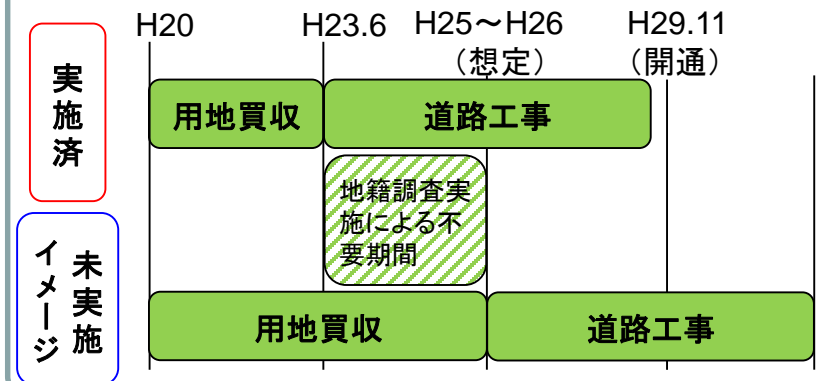 H20 H23.6 H25～H26 H29.11
（想定） （開通）
実施済
用地買収 道路工事
地籍調査実
施による不
要期間
未実施
イメージ
用地買収 道路工事